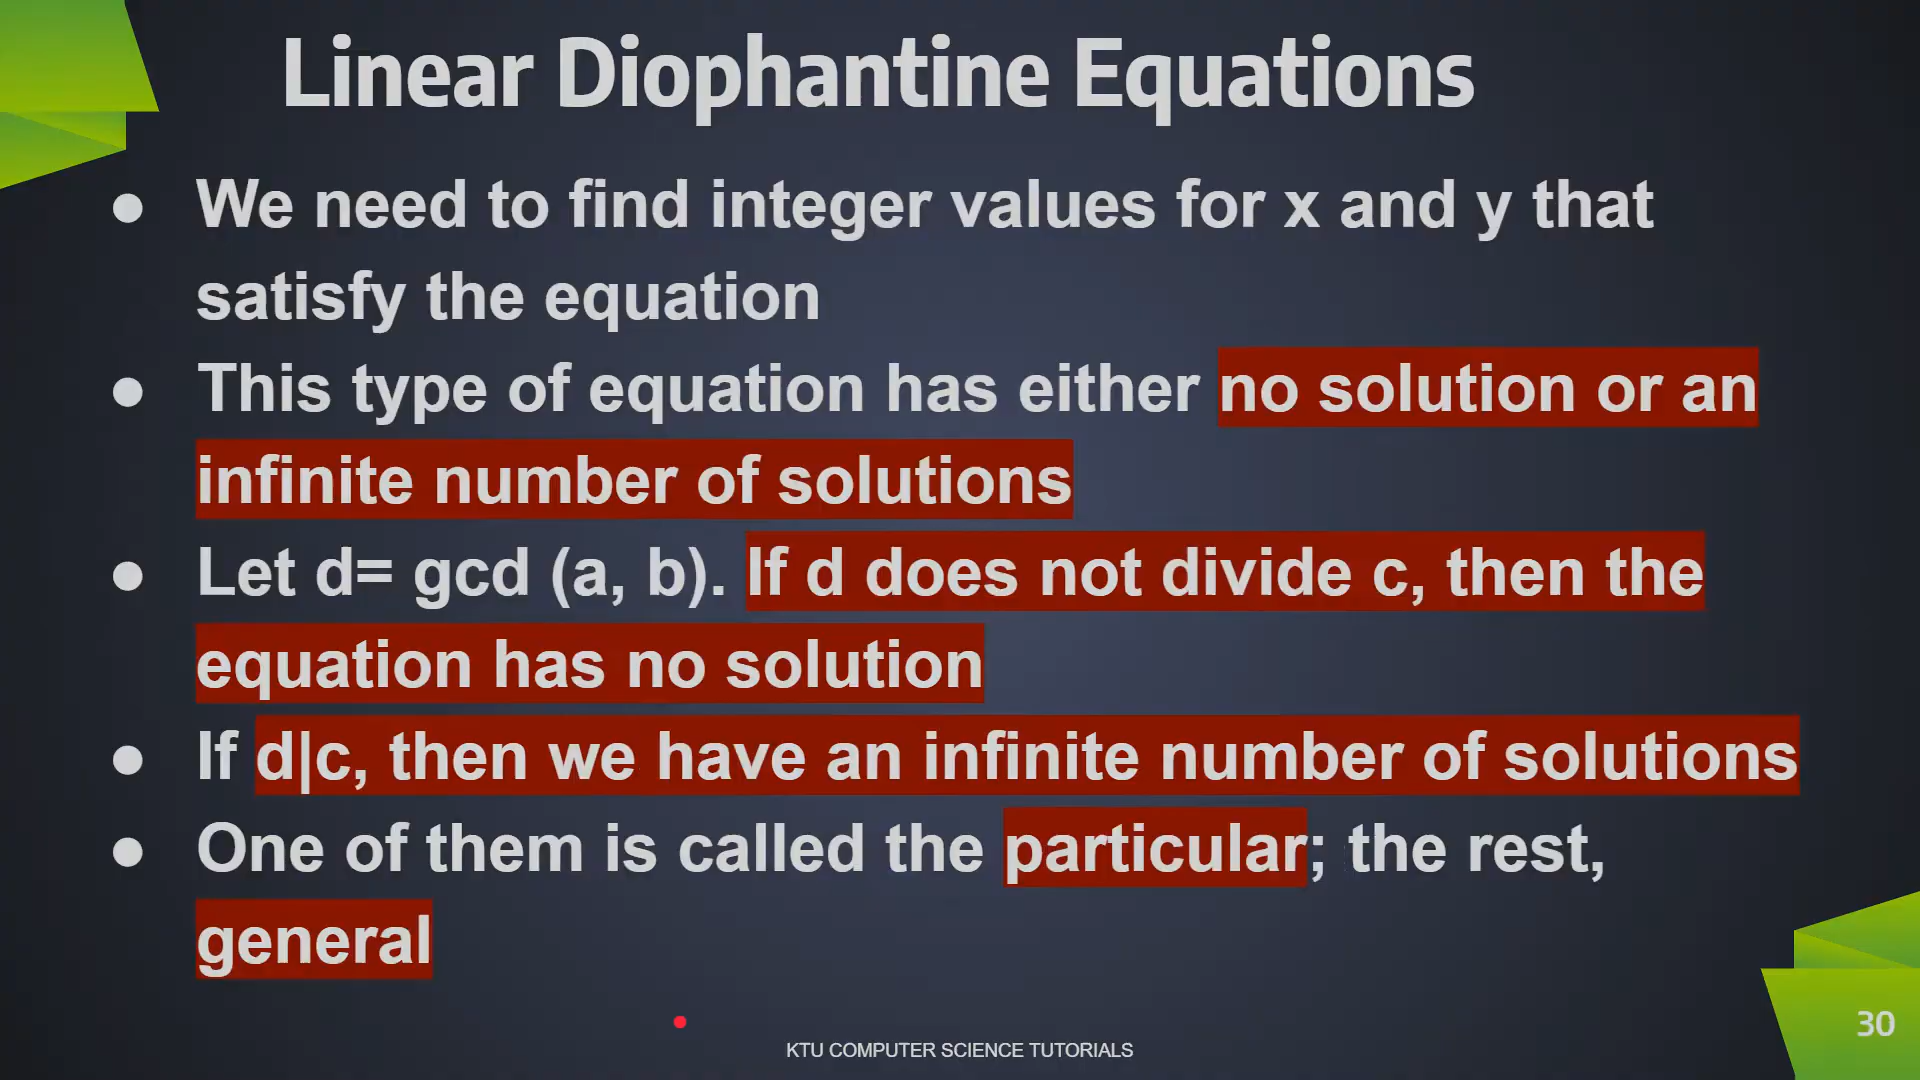 Linear Diophantine Equations
● We need to find integer values for x and y that
satisfy the equation
● This type of equation has either no solution or an
infinite number of solutions
● Let d= gcd (a, b). If d does not divide c, then the
equation has no solution
● If d|c, then we have an infinite number of solutions
● One of them is called the particular; the rest,
general
KTU COMPUTER SCIENCE TUTORIALS
30